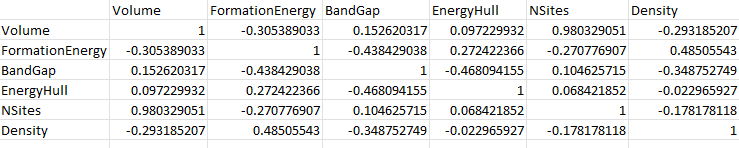 Volume FormationEnergy BandGap EnergyHull NSites Density
Volume 1 -0.305389033 0.152620317 0.097229932 0.980329051 -0.293185207
FormationEnergy -0.305389033 1 -0.438429038 0.272422366 -0.270776907 0.48505543
BandGap 0.152620317 -0.438429038 1 -0.468094155 0.104625715 -0.348752749
EnergyHull 0.097229932 0.272422366 -0.468094155 1 0.068421852 -0.022965927
NSites 0.980329051 -0.270776907 0.104625715 0.068421852 1 -0.178178118
Density -0.293185207 0.48505543 -0.348752749 -0.022965927 -0.178178118 1